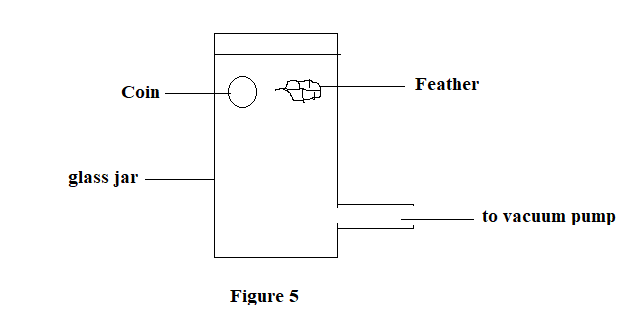 Feather
Coin
glass jar
to vacuum pump
Figure 5